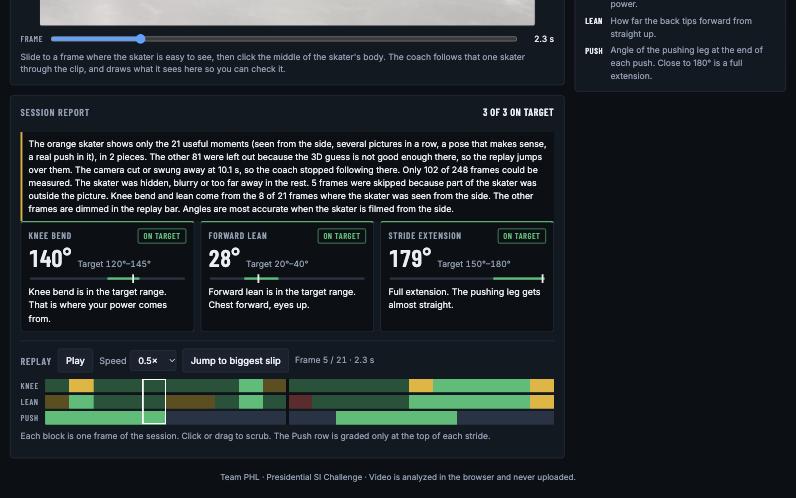 power.
LEAN How far the back tips forward from
straight up.
PUSH Angle of the pushing leg at the end of
each push. Close to 180° is a full
extension.
FRAME 2.3 s
Slide to a frame where the skater is easy to see, then click the middle of the skater's body. The coach follows that one skater
through the clip, and draws what it sees here so you can check it.
SESSION REPORT 3 OF 3 ON TARGET
The orange skater shows only the 21 useful moments (seen from the side, several pictures in a row, a pose that makes sense,
a real push in it), in 2 pieces. The other 81 were left out because the 3D guess is not good enough there, so the replay jumps
over them. The camera cut or swung away at 10.1 s, so the coach stopped following there. Only 102 of 248 frames could be
measured. The skater was hidden, blurry or too far away in the rest. 5 frames were skipped because part of the skater was
outside the picture. Knee bend and lean come from the 8 of 21 frames where the skater was seen from the side. The other
frames are dimmed in the replay bar. Angles are most accurate when the skater is filmed from the side.
KNEE BEND ON TARGET
140° Target 120°–145°
Knee bend is in the target range.
That is where your power comes
from.
FORWARD LEAN ON TARGET
28° Target 20°–40°
Forward lean is in target range.
Chest forward, eyes up.
STRIDE EXTENSION ON TARGET
179° Target 150°–180°
Full extension. The pushing leg gets
almost straight.
REPLAY Play Speed 0.5× Jump to biggest slip Frame 5 / 21 · 2.3 s
KNEE
LEAN
PUSH
Each block is one frame of the session. Click or drag to scrub. The Push row is graded only at the top of each stride.
Team PHL · Presidential SI Challenge · Video is analyzed in the browser and never uploaded.